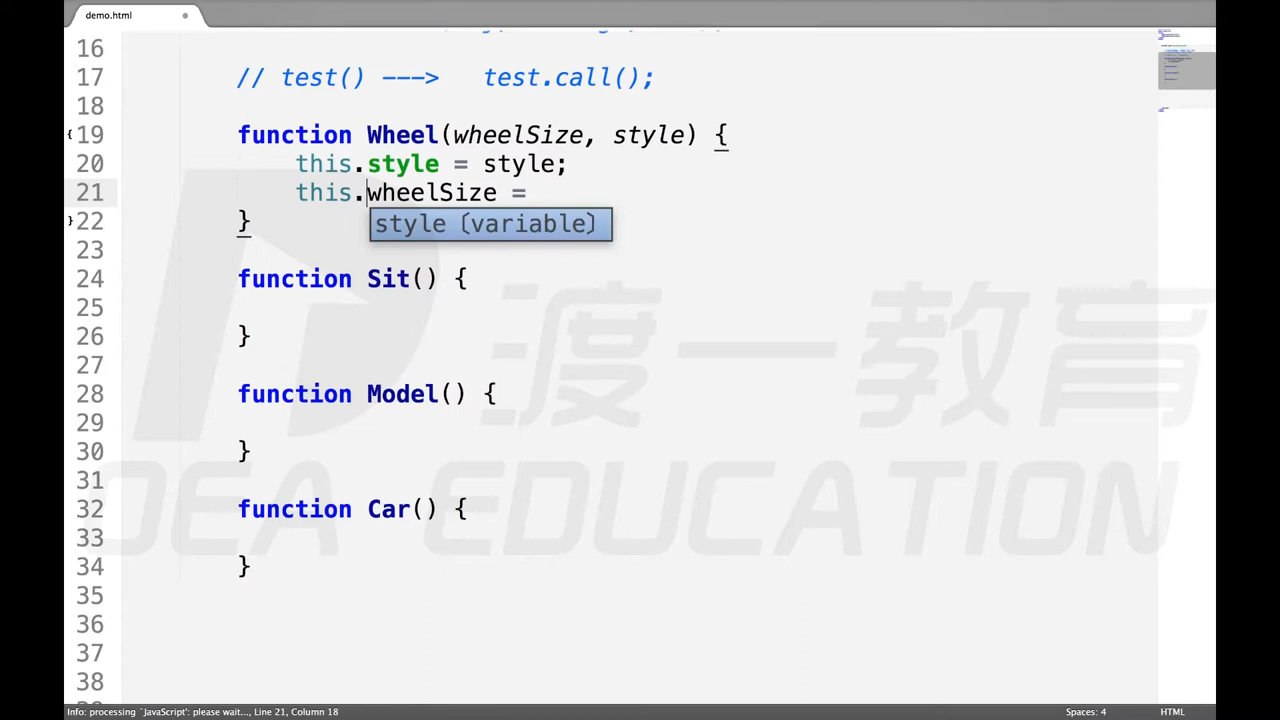 demo.html
16
17 // test() ---> test.call();
18
19 function Wheel(wheelSize, style) {
20 this.style = style;
21 this.wheelSize =
style (variable)
22 }
23
24 function Sit() {
25
26 }
27
28 function Model() {
29
30 }
31
32 function Car() {
33
34 }
35
36
37
38
渡一教育
DEA EDUCATION
Info: processing `JavaScript': please wait..., Line 21, Column 18
Spaces: 4
HTML